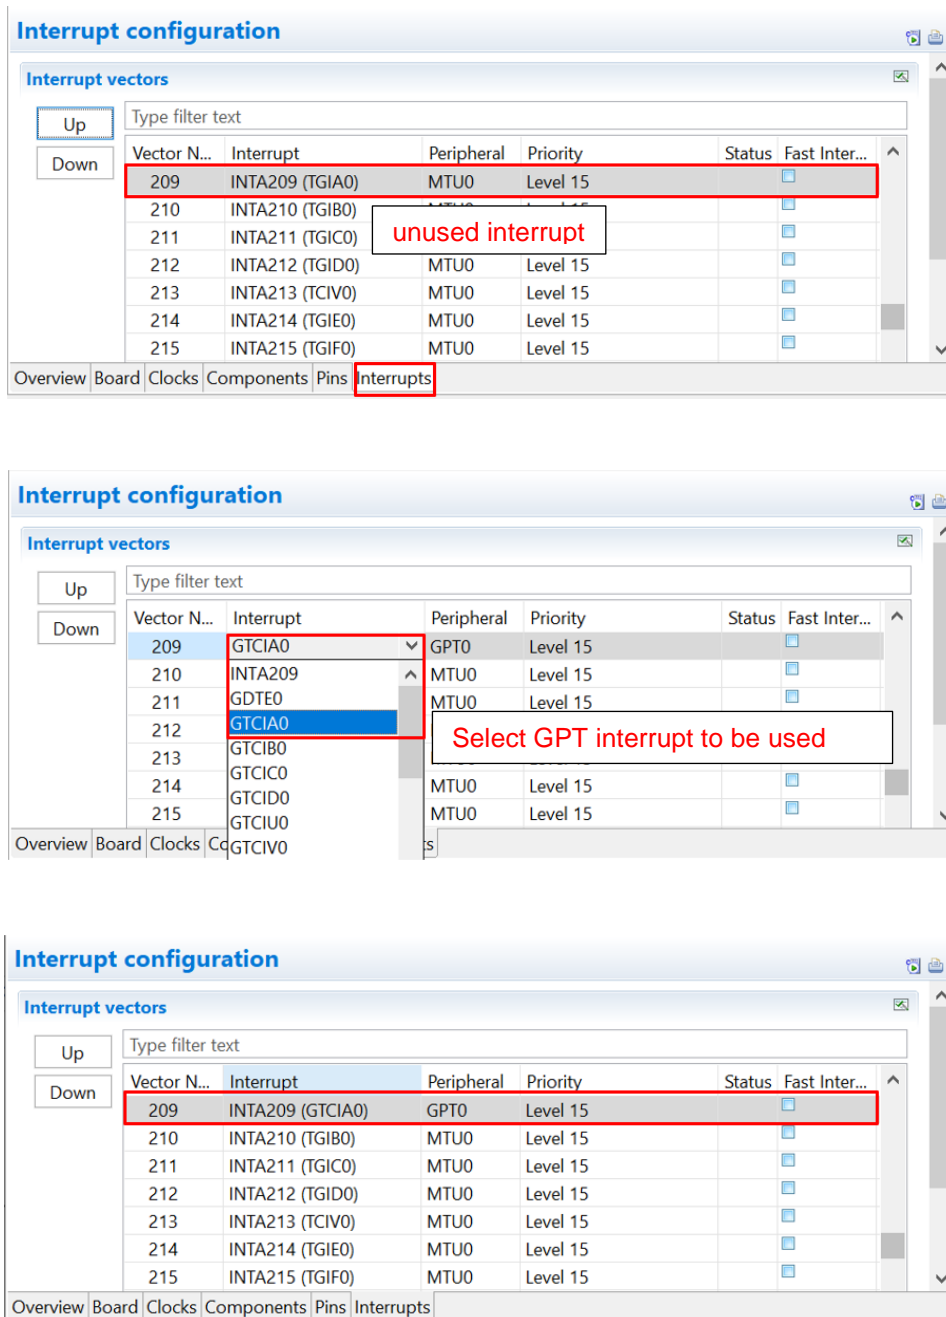 Interrupt configuration
Interrupt vectors
Up
Down
Type filter text
Vector N... Interrupt Peripheral Priority Status Fast Inter...
209 INTA209 (TGIA0) MTU0 Level 15
210 INTA210 (TGIB0)
unused interrupt
211 INTA211 (TGIC0)
212 INTA212 (TGID0) MTU0 Level 15
213 INTA213 (TCIV0) MTU0 Level 15
214 INTA214 (TGIE0) MTU0 Level 15
215 INTA215 (TGIF0) MTU0 Level 15
Overview Board Clocks Components Pins Interrupts
Interrupt configuration
Interrupt vectors
Up
Down
Type filter text
Vector N... Interrupt Peripheral Priority Status Fast Inter...
209 GTCIA0 GPT0 Level 15
210 INTA209 MTU0 Level 15
211 GDTE0 MTU0 Level 15
212 GTCIA0
Select GPT interrupt to be used
213 GTCIB0
214 GTCIC0 MTU0 Level 15
GTCID0
215 GTCIU0 MTU0 Level 15
Overview Board Clocks Co GTCIV0 ts
Interrupt configuration
Interrupt vectors
Up
Down
Type filter text
Vector N... Interrupt Peripheral Priority Status Fast Inter...
209 INTA209 (GTCIA0) GPT0 Level 15
210 INTA210 (TGIB0) MTU0 Level 15
211 INTA211 (TGIC0) MTU0 Level 15
212 INTA212 (TGID0) MTU0 Level 15
213 INTA213 (TCIV0) MTU0 Level 15
214 INTA214 (TGIE0) MTU0 Level 15
215 INTA215 (TGIF0) MTU0 Level 15
Overview Board Clocks Components Pins Interrupts